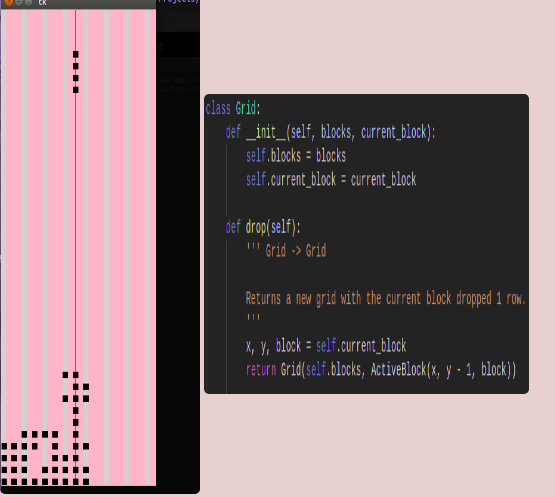 ck
class Grid:
def __init__(self, blocks, current_block):
self.blocks = blocks
self.current_block = current_block
def drop(self):
''' Grid -> Grid
Returns a new grid with the current block dropped 1 row.
'''
x, y, block = self.current_block
return Grid(self.blocks, ActiveBlock(x, y - 1, block))